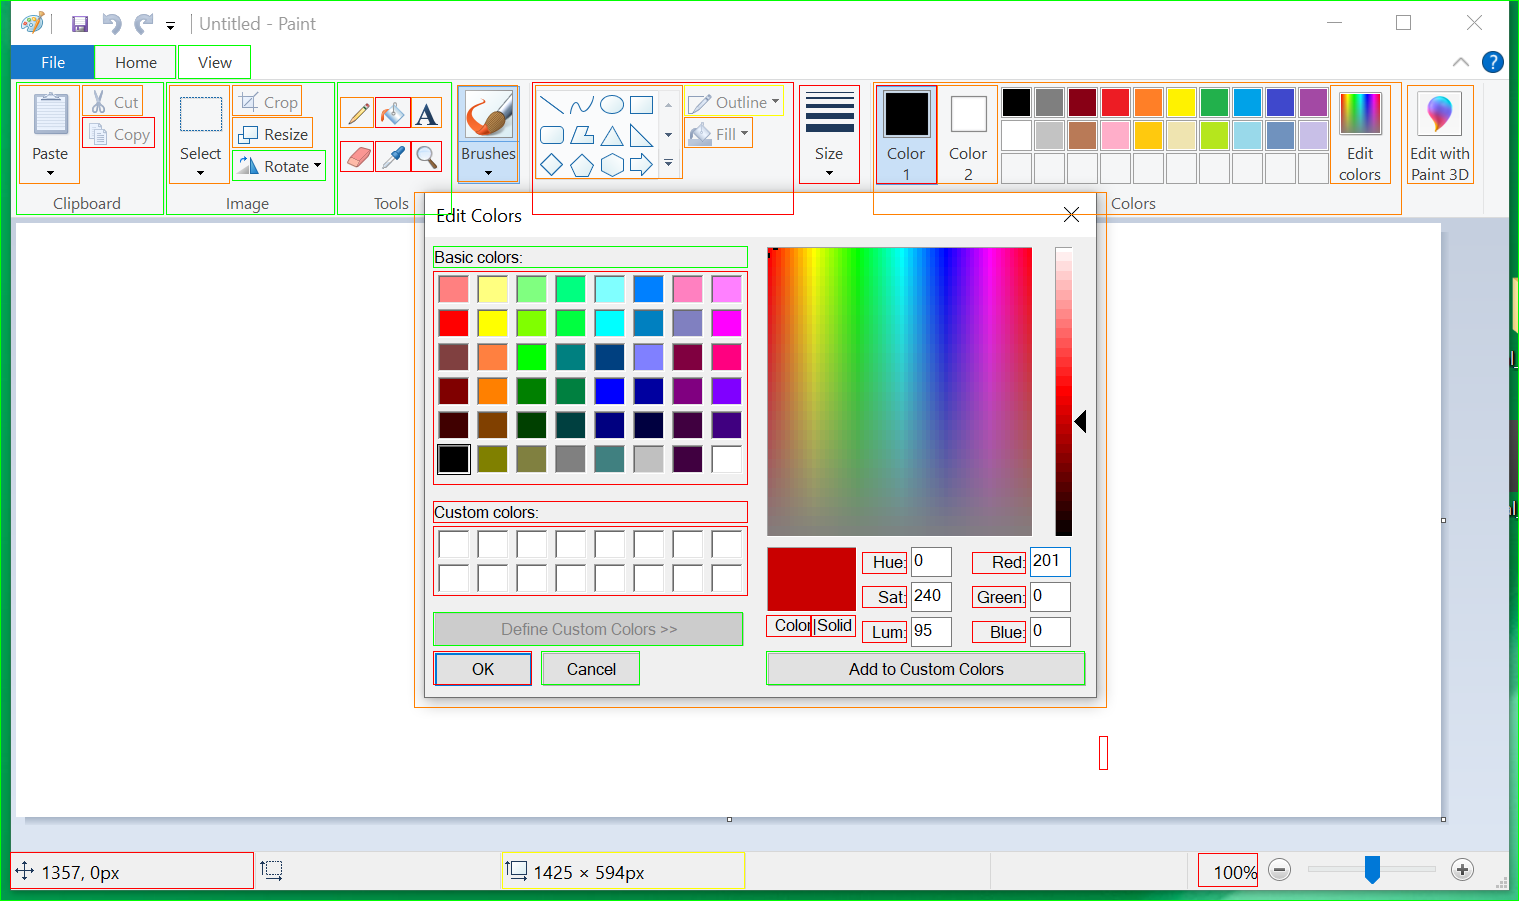 Untitled - Paint
File Home View
Cut Crop Outline
Copy Resize Fill
Paste Select Rotate Brushes Size Color 1 Color 2 Edit colors Edit with Paint 3D
A
Clipboard Image Tools Colors
Edit Colors
Basic colors:
Custom colors:
Hue: 0 Red: 201
Sat: 240 Green: 0
Color|Solid Lum: 95 Blue: 0
Define Custom Colors >>
OK Cancel Add to Custom Colors
1357, 0px 1425 × 594px 100%